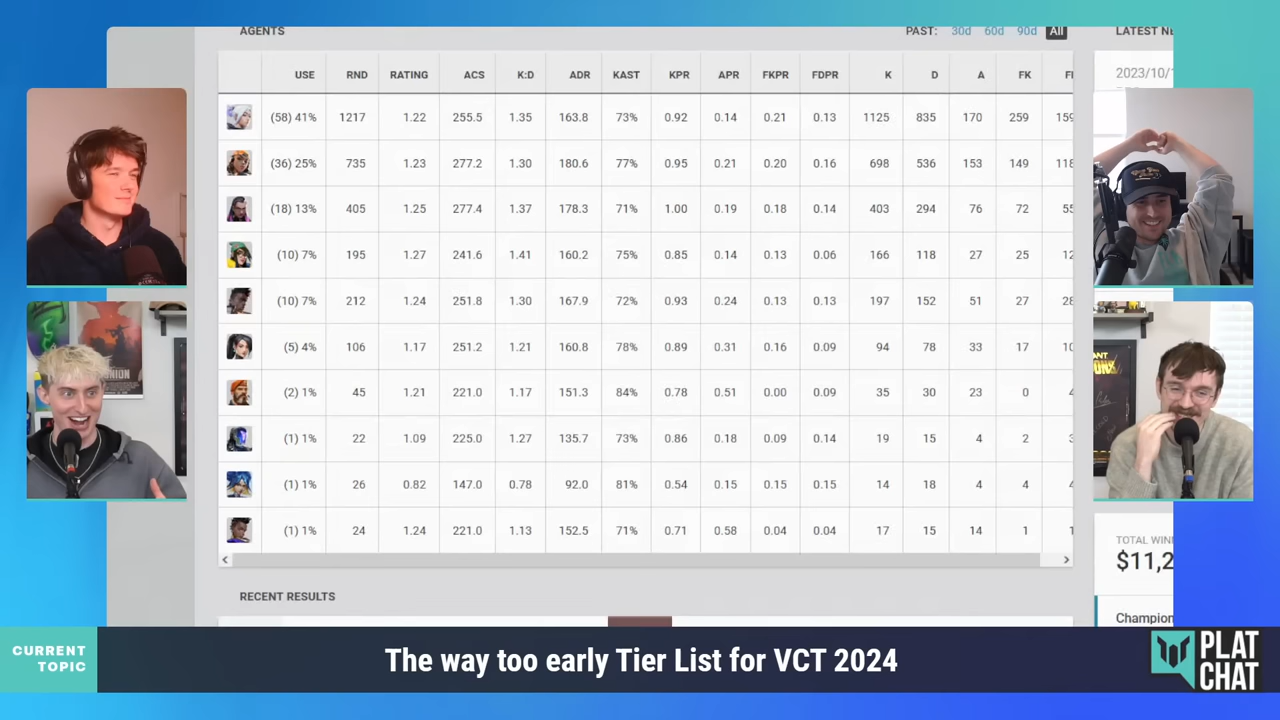 AGENTS PAST: 30d 60d 90d All
USE RND RATING ACS K:D ADR KAST KPR APR FKPR FDPR K D A FK
(58) 41% 1217 1.22 255.5 1.35 163.8 73% 0.92 0.14 0.21 0.13 1125 835 170 259 159
(36) 25% 735 1.23 277.2 1.30 180.6 77% 0.95 0.21 0.20 0.16 698 536 153 149 118
(18) 13% 405 1.25 277.4 1.37 178.3 71% 1.00 0.19 0.18 0.14 403 294 76 72 55
(10) 7% 195 1.27 241.6 1.41 160.2 75% 0.85 0.14 0.13 0.06 166 118 27 25 12
(10) 7% 212 1.24 251.8 1.30 167.9 72% 0.93 0.24 0.13 0.13 197 152 51 27 28
(5) 4% 106 1.17 251.2 1.21 160.8 78% 0.89 0.31 0.16 0.09 94 78 33 17 10
(2) 1% 45 1.21 221.0 1.17 151.3 84% 0.78 0.51 0.00 0.09 35 30 23 0
(1) 1% 22 1.09 225.0 1.27 135.7 73% 0.86 0.18 0.09 0.14 19 15 4 2
(1) 1% 26 0.82 147.0 0.78 92.0 81% 0.54 0.15 0.15 0.15 14 18 4 4
(1) 1% 24 1.24 221.0 1.13 152.5 71% 0.71 0.58 0.04 0.04 17 15 14 1
RECENT RESULTS
LATEST NE
2023/10/
TOTAL WIN
$11,2
Champion
CURRENT
TOPIC
The way too early Tier List for VCT 2024
PLAT
CHAT